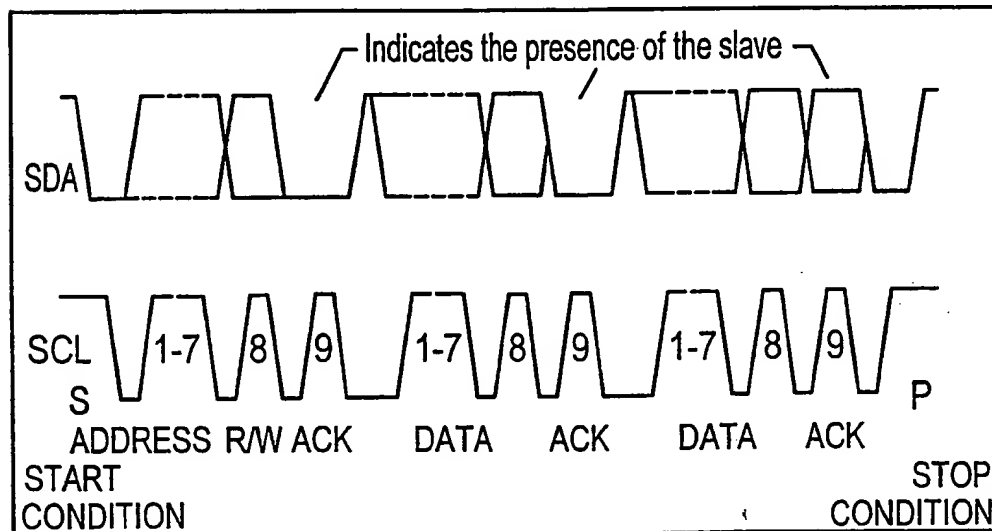 Indicates the presence of the slave
SDA
SCL 1-7 8 9 1-7 8 9 1-7 8 9
S P
ADDRESS R/W ACK DATA ACK DATA ACK
START STOP
CONDITION CONDITION